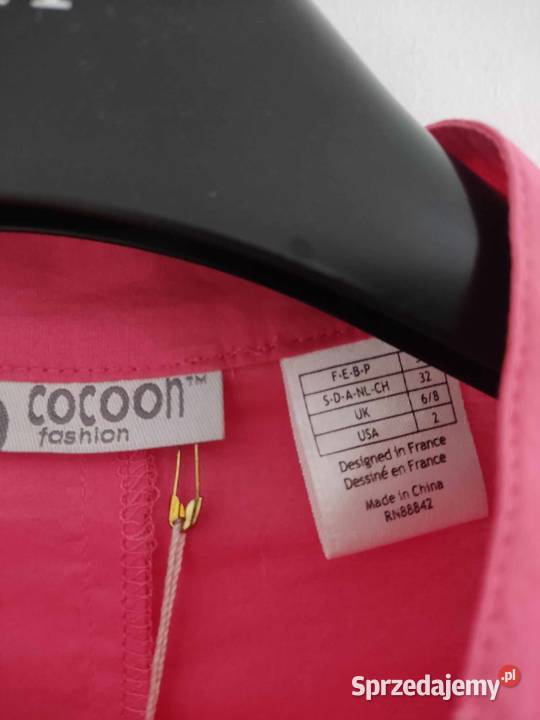 cocoon™
fashion
F-E-B-P
S-D-A-NL-CH 32
UK 6/8
USA 2
Designed in France
Dessiné en France
Made in China
RN88842
Sprzedajemy.pl